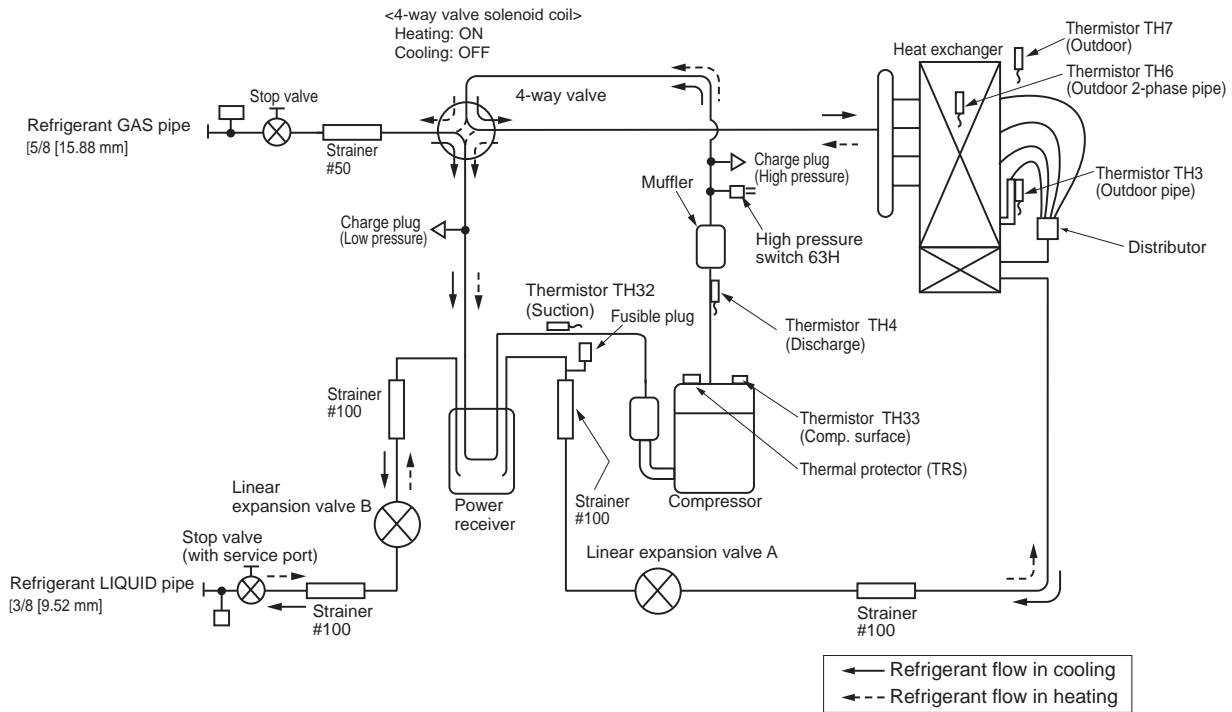 <4-way valve solenoid coil>
Heating: ON
Cooling: OFF
Stop valve
Refrigerant GAS pipe
[5/8 [15.88 mm]
Strainer
#50
4-way valve
Heat exchanger
Thermistor TH7
(Outdoor)
Thermistor TH6
(Outdoor 2-phase pipe)
Charge plug
(High pressure)
Muffler
High pressure
switch 63H
Thermistor TH3
(Outdoor pipe)
Distributor
Charge plug
(Low pressure)
Thermistor TH32
(Suction)
Fusible plug
Thermistor TH4
(Discharge)
Strainer
#100
Thermistor TH33
(Comp. surface)
Thermal protector (TRS)
Compressor
Strainer
#100
Power
receiver
Linear
expansion valve B
Stop valve
(with service port)
Refrigerant LIQUID pipe
[3/8 [9.52 mm]
Strainer
#100
Linear expansion valve A
Strainer
#100
Refrigerant flow in cooling
Refrigerant flow in heating